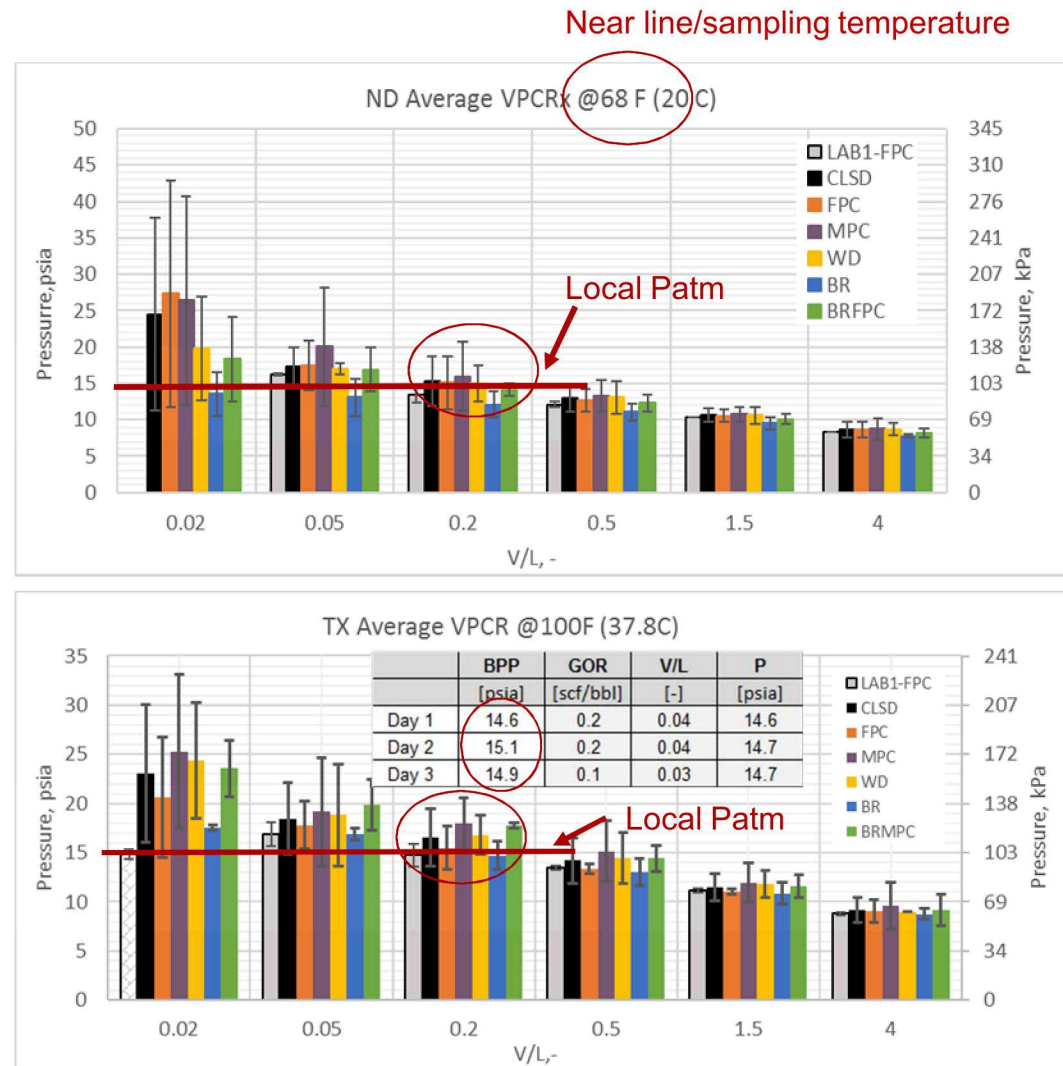 Near line/sampling temperature
ND Average VPCRx @68 F (20 C)
50 345
45 310
40 276
35 241
30 207
25 172
20 138
15 103
10 69
5 34
0 0
Pressurre,psia
Pressure, kPa
LAB1-FPC
CLSD
FPC
MPC
WD
BR
BRFPC
Local Patm
0.02 0.05 0.2 0.5 1.5 4
V/L, -
TX Average VPCR @100F (37.8C)
35 241
30 207
25 172
20 138
15 103
10 69
5 34
0 0
Pressure, psia
Pressure, kPa
BPP GOR V/L P
[psia] [scf/bbl] [-] [psia]
Day 1 14.6 0.2 0.04 14.6
Day 2 15.1 0.2 0.04 14.7
Day 3 14.9 0.1 0.03 14.7
LAB1-FPC
CLSD
FPC
MPC
WD
BR
BRMPC
Local Patm
0.02 0.05 0.2 0.5 1.5 4
V/L,-